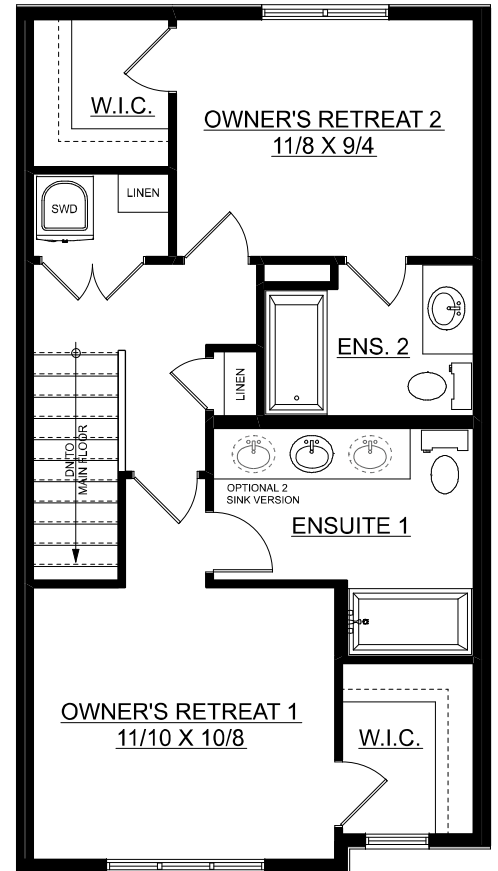 W.I.C.
OWNER'S RETREAT 2
11/8 X 9/4
SWD
LINEN
ENS. 2
LINEN
DN TO
MAIN FLOOR
OPTIONAL 2
SINK VERSION
ENSUITE 1
OWNER'S RETREAT 1
11/10 X 10/8
W.I.C.